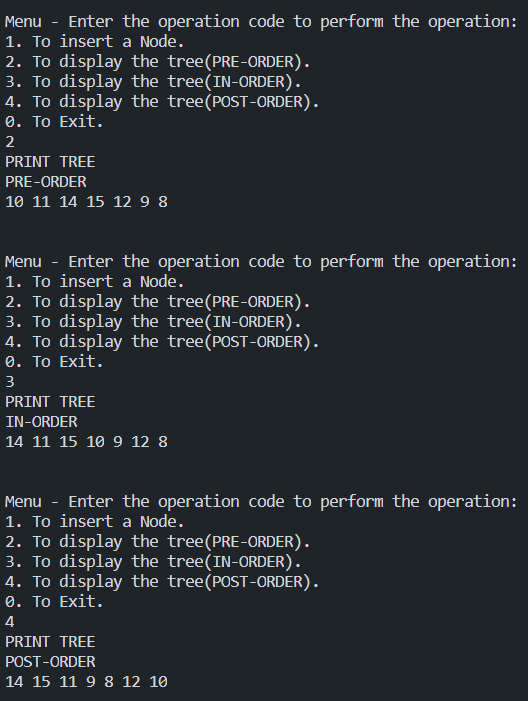 Menu - Enter the operation code to perform the operation:
1. To insert a Node.
2. To display the tree(PRE-ORDER).
3. To display the tree(IN-ORDER).
4. To display the tree(POST-ORDER).
0. To Exit.
2
PRINT TREE
PRE-ORDER
10 11 14 15 12 9 8
Menu - Enter the operation code to perform the operation:
1. To insert a Node.
2. To display the tree(PRE-ORDER).
3. To display the tree(IN-ORDER).
4. To display the tree(POST-ORDER).
0. To Exit.
3
PRINT TREE
IN-ORDER
14 11 15 10 9 12 8
Menu - Enter the operation code to perform the operation:
1. To insert a Node.
2. To display the tree(PRE-ORDER).
3. To display the tree(IN-ORDER).
4. To display the tree(POST-ORDER).
0. To Exit.
4
PRINT TREE
POST-ORDER
14 15 11 9 8 12 10